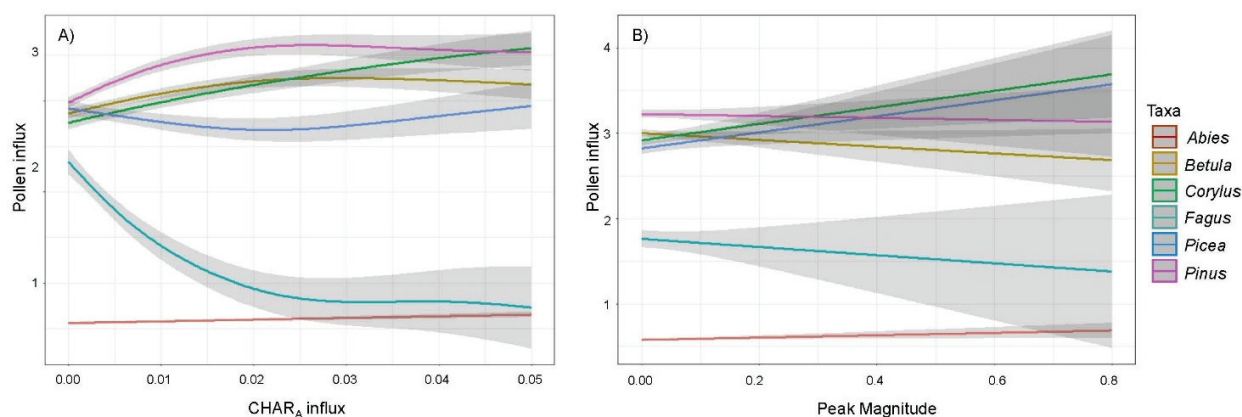 A)
Pollen influx
3
2
1
0.00 0.01 0.02 0.03 0.04 0.05
CHARA influx
B)
Pollen influx
4
3
2
1
0.00 0.2 0.4 0.6 0.8
Peak Magnitude
Taxa
Abies
Betula
Corylus
Fagus
Picea
Pinus